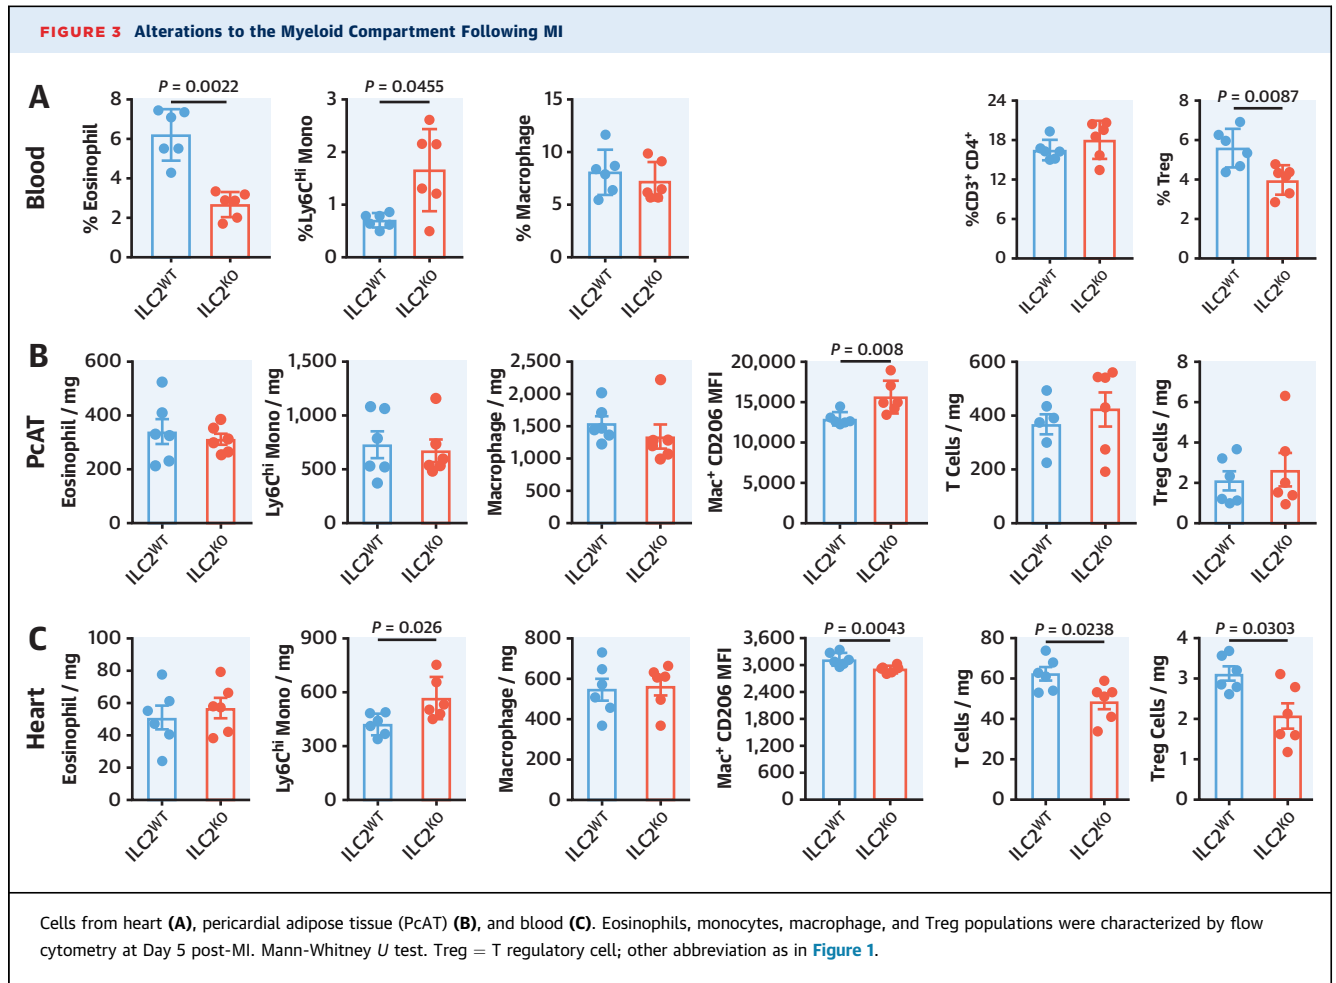 FIGURE 3 Alterations to the Myeloid Compartment Following MI
A
Blood
P = 0.0022
% Eosinophil
8
6
4
2
0
ILC2WT
ILC2KO
P = 0.0455
%Ly6Chi Mono
3
2
1
0
ILC2WT
ILC2KO
% Macrophage
15
10
5
0
ILC2WT
ILC2KO
%CD3+ CD4+
24
18
12
6
0
ILC2WT
ILC2KO
P = 0.0087
% Treg
8
6
4
2
0
ILC2WT
ILC2KO
B
PcAT
Eosinophil / mg
600
400
200
0
ILC2WT
ILC2KO
Ly6Chi Mono / mg
1,500
1,000
500
0
ILC2WT
ILC2KO
Macrophage / mg
2,500
2,000
1,500
1,000
500
0
ILC2WT
ILC2KO
P = 0.008
Mac+ CD206 MFI
20,000
15,000
10,000
5,000
0
ILC2WT
ILC2KO
T Cells / mg
600
400
200
0
ILC2WT
ILC2KO
Treg Cells / mg
8
6
4
2
0
ILC2WT
ILC2KO
C
Heart
Eosinophil / mg
100
80
60
40
20
0
ILC2WT
ILC2KO
P = 0.026
Ly6Chi Mono / mg
900
600
300
0
ILC2WT
ILC2KO
Macrophage / mg
800
600
400
200
0
ILC2WT
ILC2KO
P = 0.0043
Mac+ CD206 MFI
3,600
3,000
2,400
1,800
1,200
600
0
ILC2WT
ILC2KO
P = 0.0238
T Cells / mg
80
60
40
20
0
ILC2WT
ILC2KO
P = 0.0303
Treg Cells / mg
4
3
2
1
0
ILC2WT
ILC2KO
Cells from heart (A), pericardial adipose tissue (PcAT) (B), and blood (C). Eosinophils, monocytes, macrophage, and Treg populations were characterized by flow
cytometry at Day 5 post-MI. Mann-Whitney U test. Treg = T regulatory cell; other abbreviation as in Figure 1.